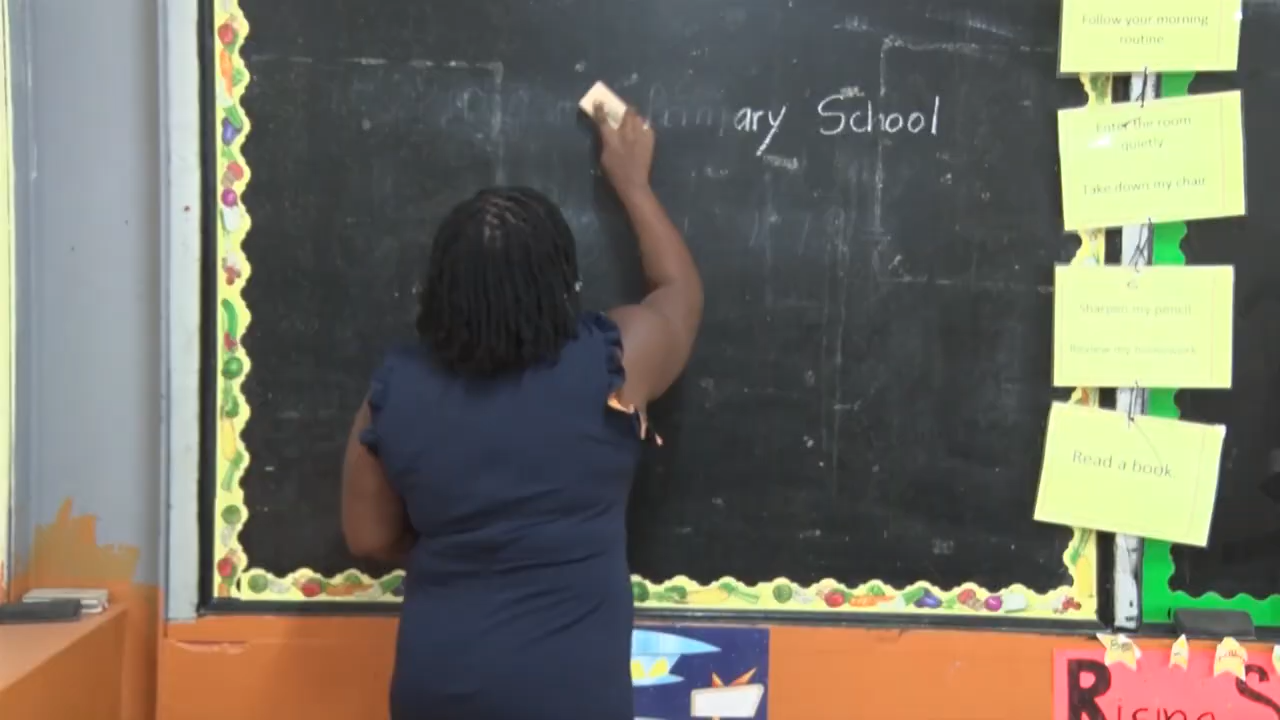 ary School
Follow your morning
routine.
Enter the room
quietly
Take down my chair.
Sharpen my pencil.
Review my homework.
Read a book.
Rising S